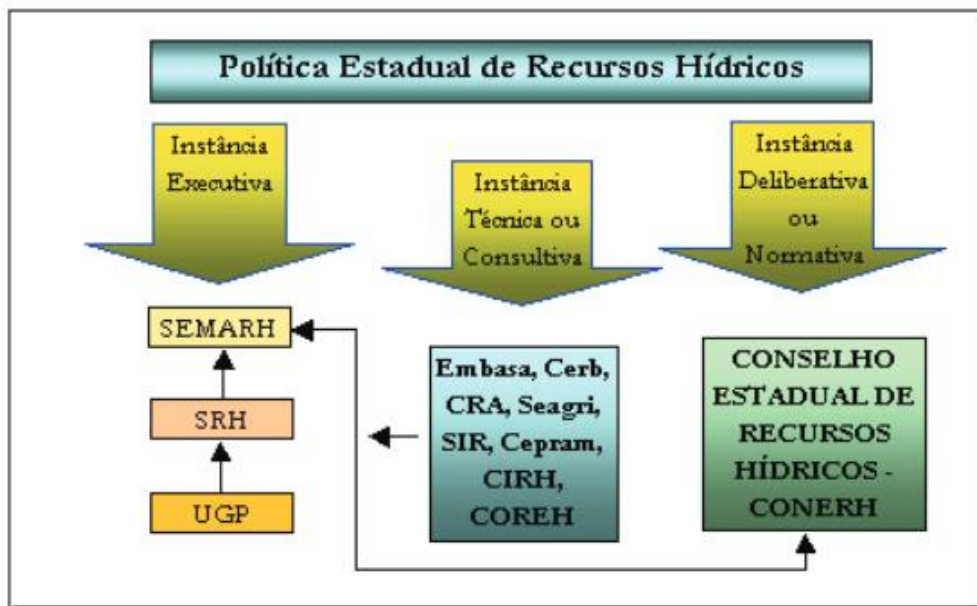 Política Estadual de Recursos Hídricos
Instância
Executiva
Instância
Técnica ou
Consultiva
Instância
Deliberativa
ou
Normativa
SEMARH
SRH
UGP
Embasa, Cerb,
CRA, Seagri,
SIR, Cepram,
CIRH,
COREH
CONSELHO
ESTADUAL DE
RECURSOS
HÍDRICOS -
CONERH